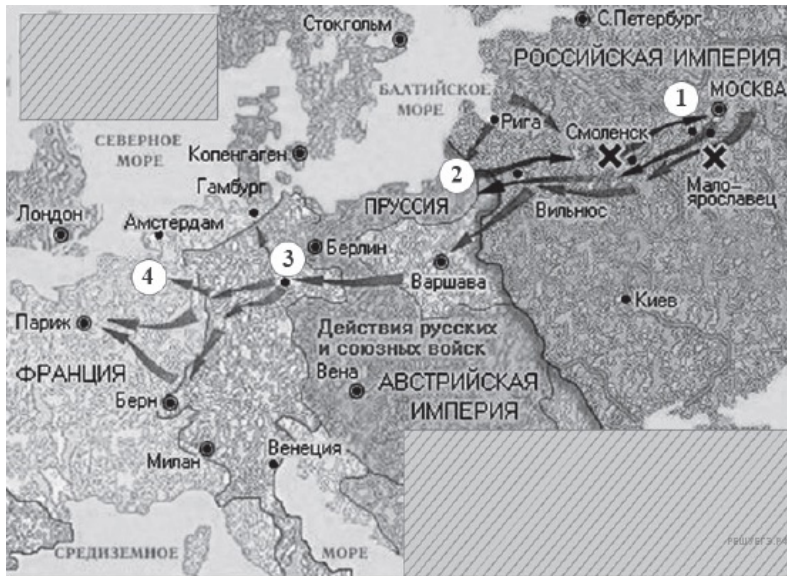 Стокгольм
С.Петербург
РОССИЙСКАЯ ИМПЕРИЯ
БАЛТИЙСКОЕ
МОРЕ
1
МОСКВА
Рига
Смоленск
СЕВЕРНОЕ
МОРЕ
Копенгаген
2
Гамбург
ПРУССИЯ
Вильнюс
Мало-
ярославец
Лондон
Амстердам
Берлин
3
4
Варшава
Киев
Париж
Действия русских
и союзных войск
ФРАНЦИЯ
Вена
АВСТРИЙСКАЯ
ИМПЕРИЯ
Берн
Милан
Венеция
СРЕДИЗЕМНОЕ
МОРЕ
РЕШУЕГЭ.РФ